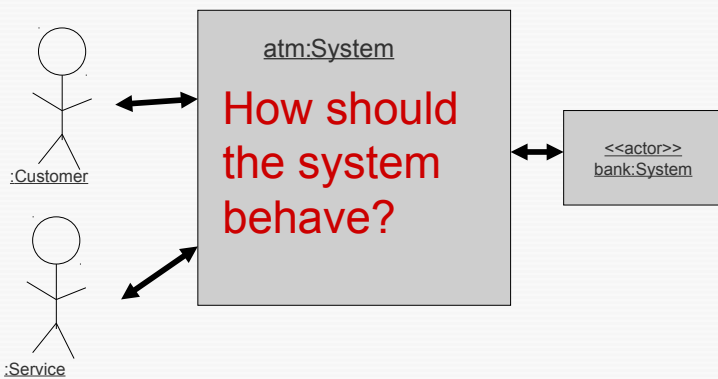 atm:System
How should
the system
behave?
<<actor>>
bank:System
:Customer
:Service